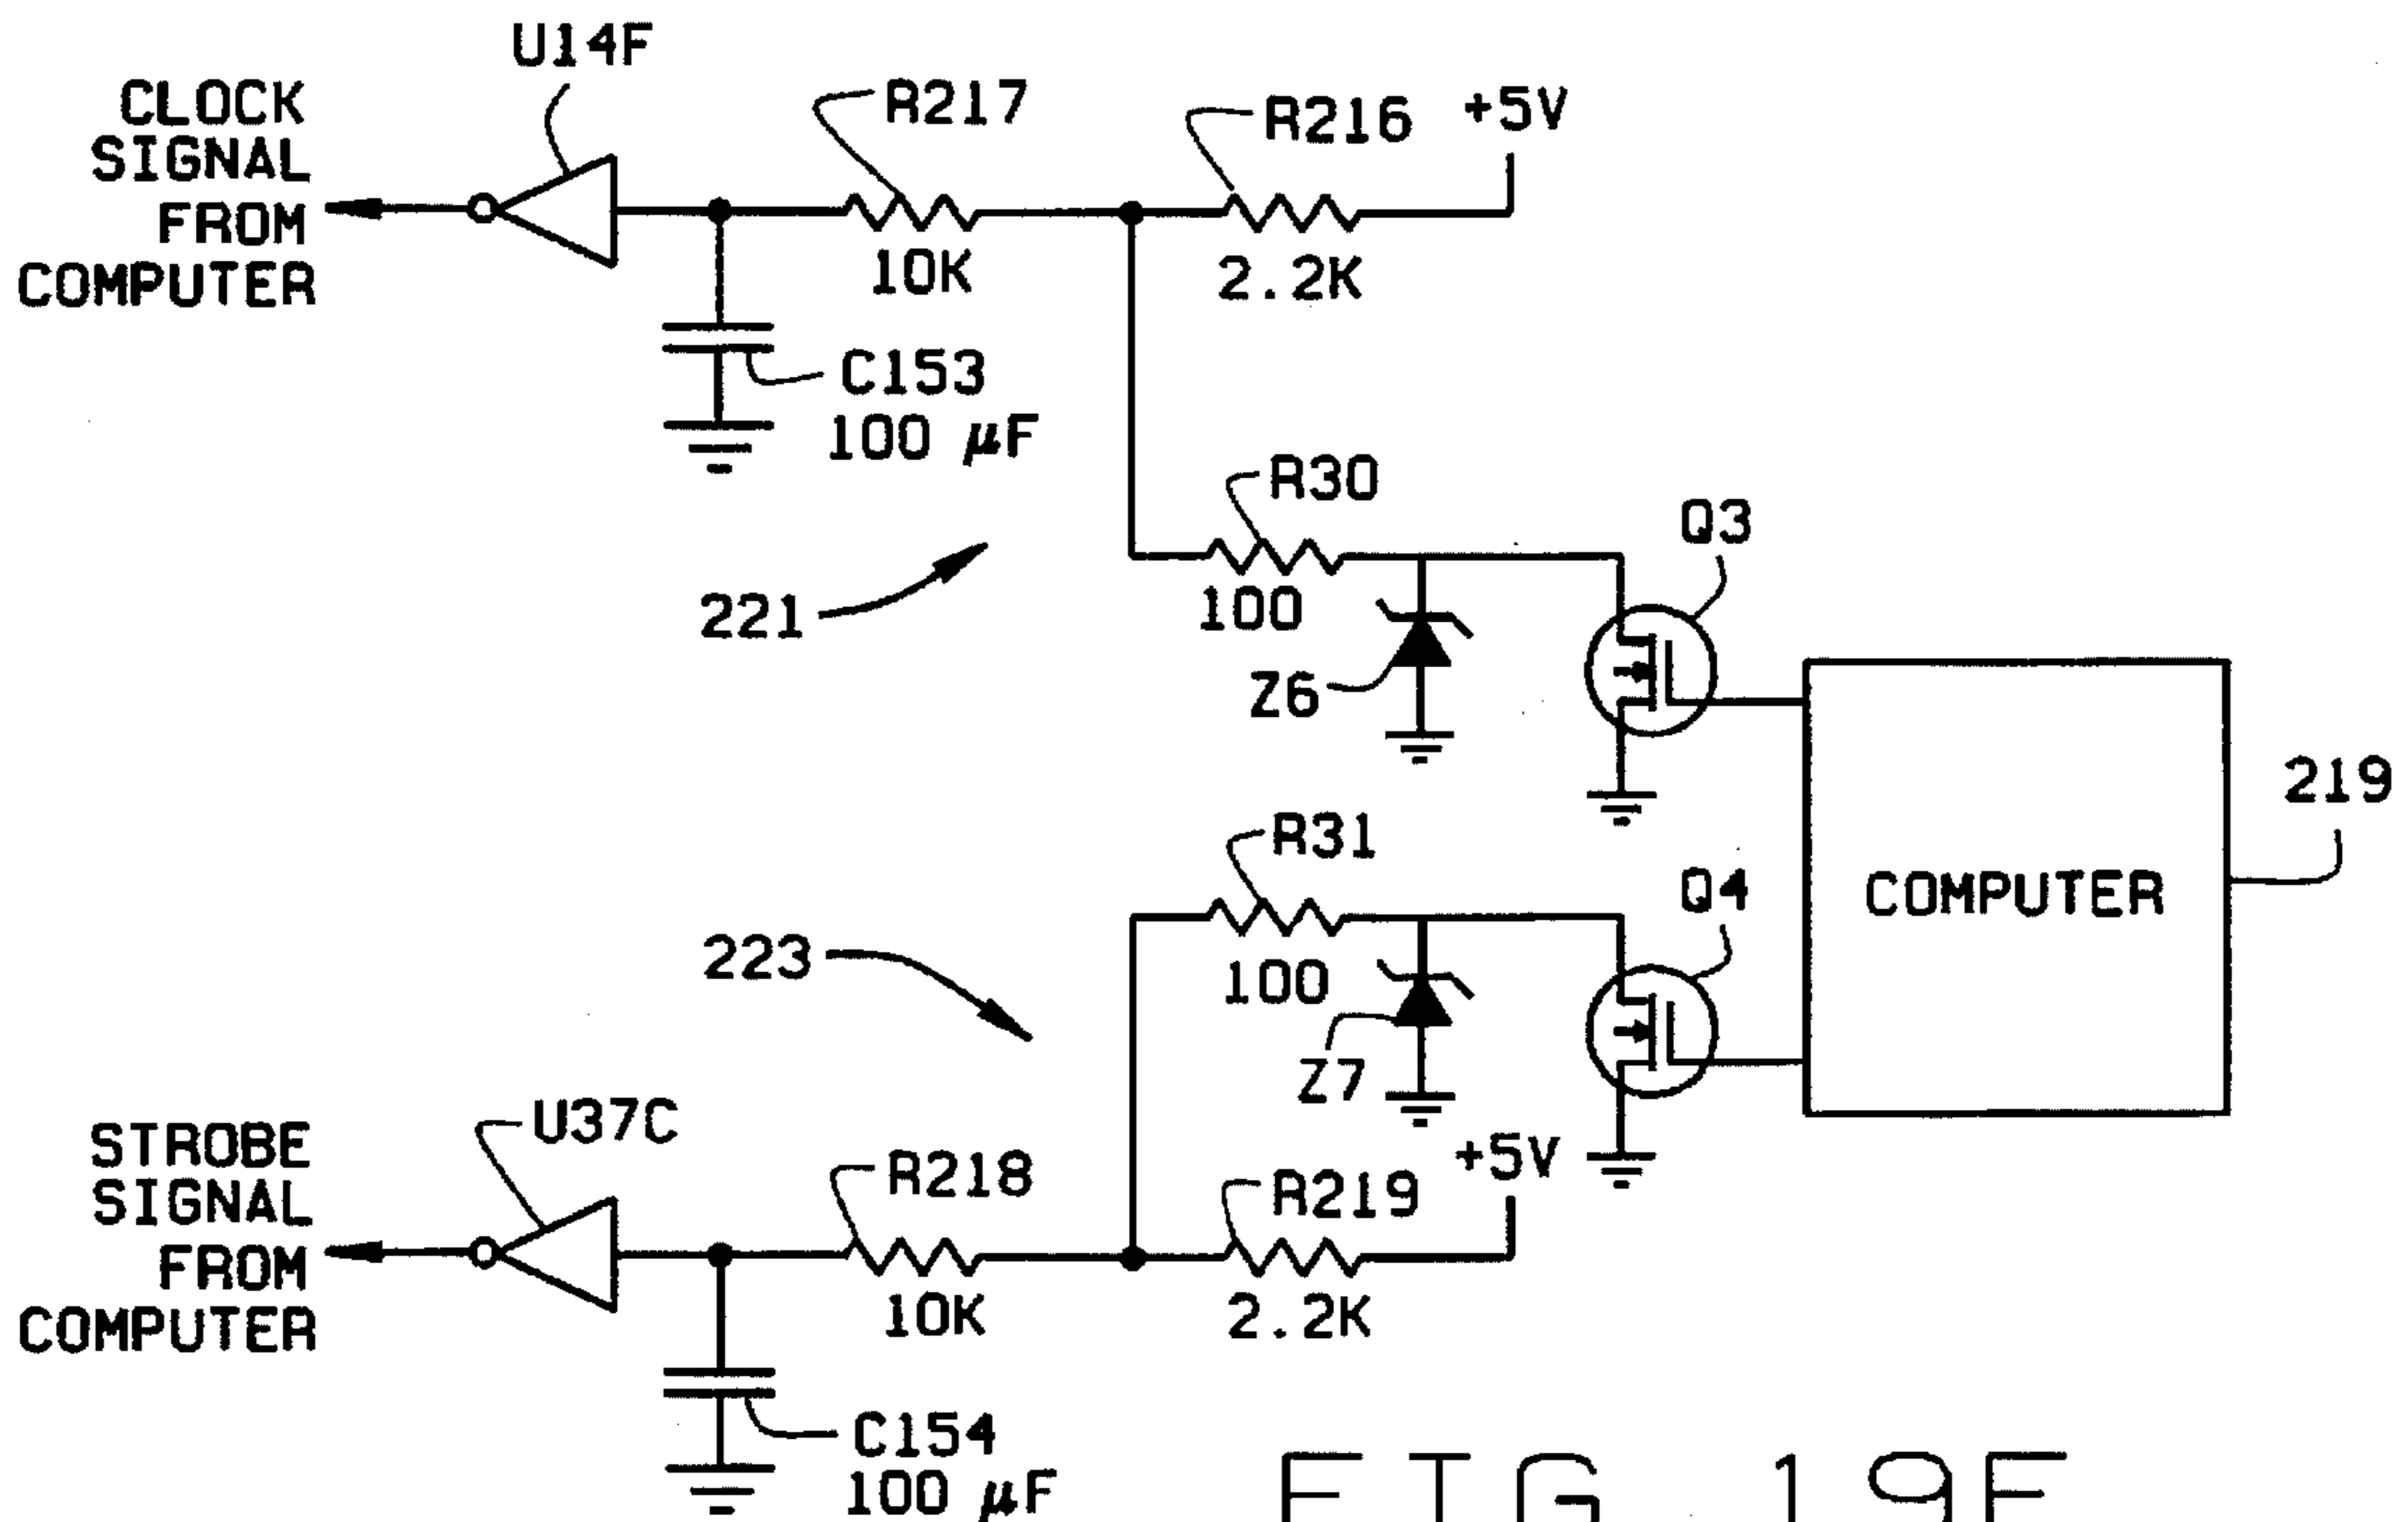 U14F
CLOCK
SIGNAL
FROM
COMPUTER
R217
10K
R216
2.2K
+5V
C153
100 µF
R30
100
221
Z6
Q3
219
COMPUTER
R31
100
223
Z7
Q4
U37C
STROBE
SIGNAL
FROM
COMPUTER
R218
10K
R219
2.2K
+5V
C154
100 µF
FIG. 19F